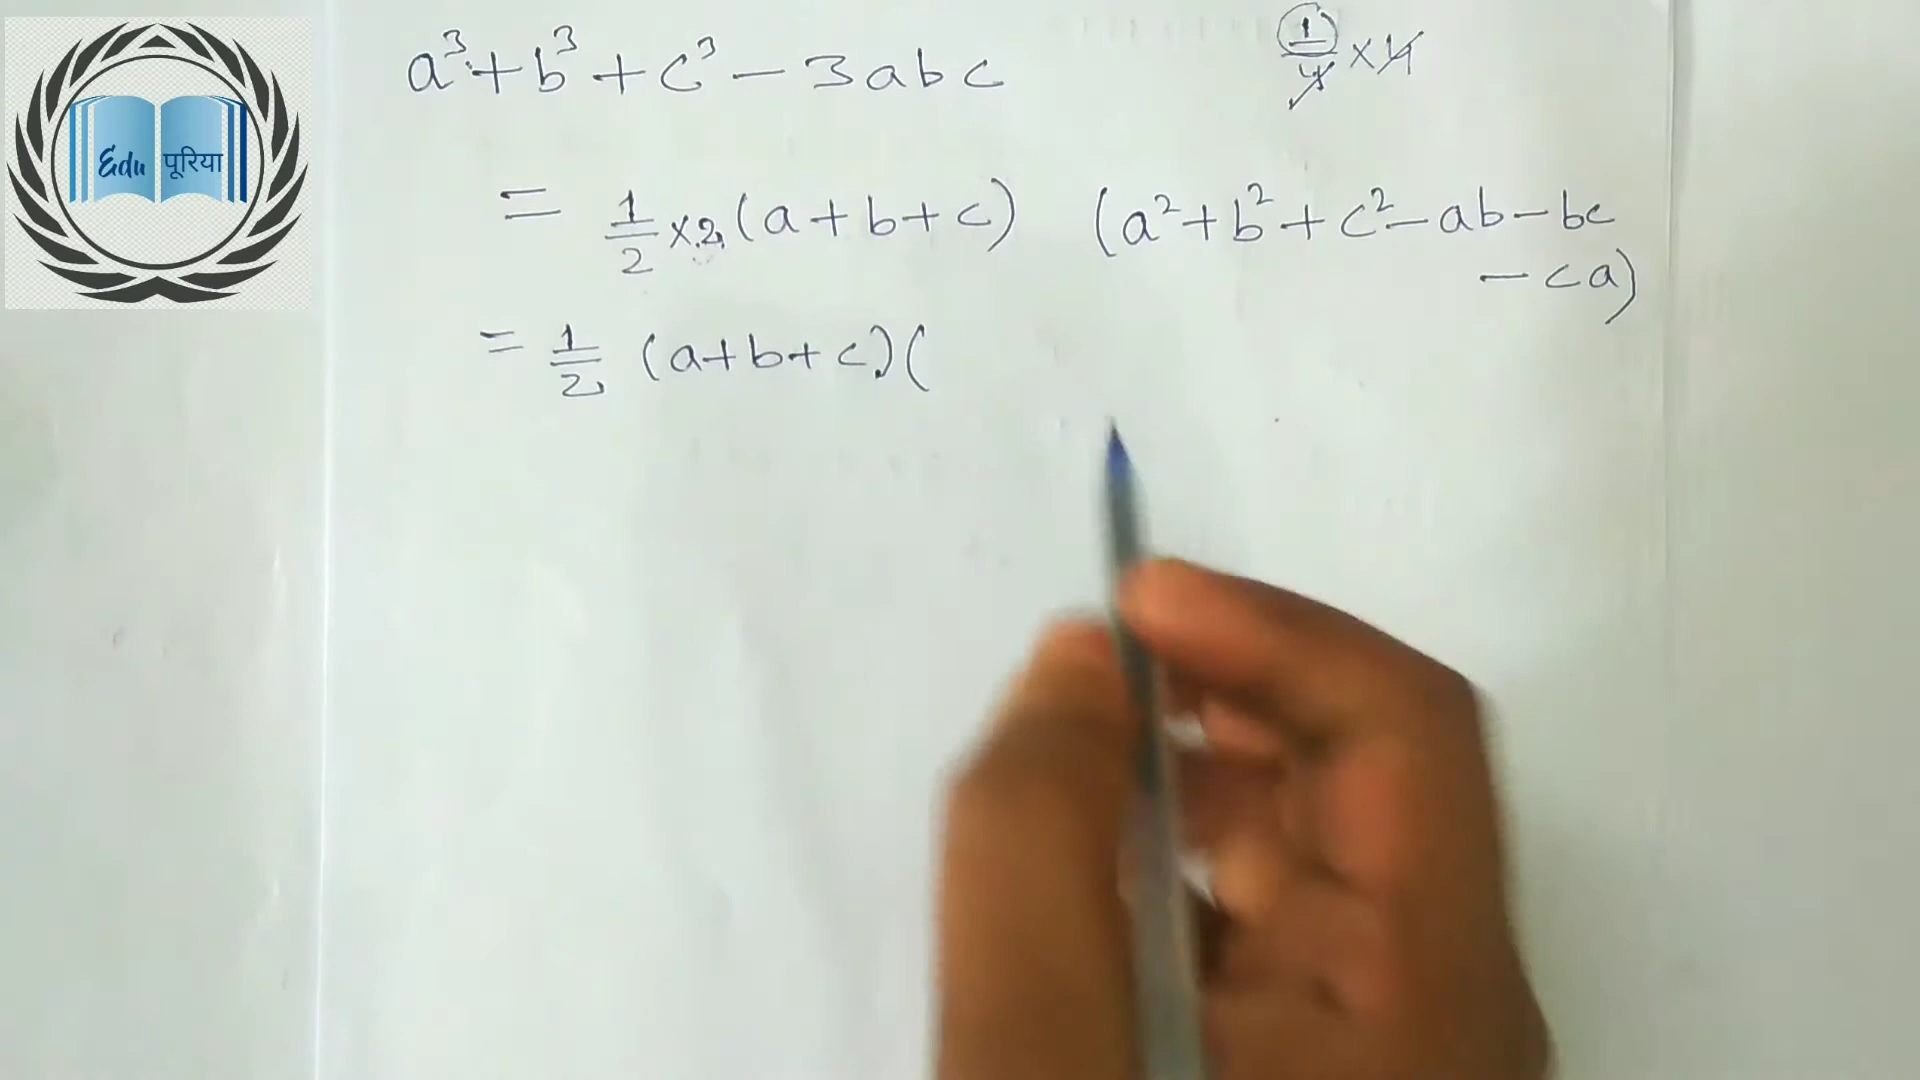 Edu पूरिया
a³+b³+c³-3abc
1/4 ×4
= 1/2 ×2(a+b+c) (a²+b²+c²-ab-bc
-ca)
= 1/2 (a+b+c)(